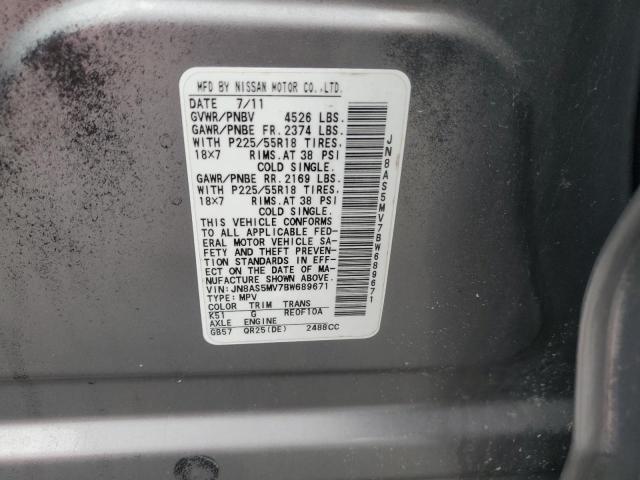 MFD BY NISSAN MOTOR CO.,LTD.
DATE 7/11
GVWR/PNBV 4526 LBS.
GAWR/PNBE FR. 2374 LBS.
WITH P225/55R18 TIRES.
18X7 RIMS.AT 38 PSI
COLD SINGLE.
GAWR/PNBE RR. 2169 LBS.
WITH P225/55R18 TIRES.
18X7 RIMS.AT 38 PSI
COLD SINGLE.
THIS VEHICLE CONFORMS
TO ALL APPLICABLE FED-
ERAL MOTOR VEHICLE SA-
FETY AND THEFT PREVENTION
STANDARDS IN EFFECT
ON THE DATE OF MA-
NUFACTURE SHOWN ABOVE.
VIN: JN8AS5MV7BW689671
TYPE: MPV
COLOR TRIM TRANS
K51 G RE0F10A
AXLE ENGINE
GB57 QR25(DE) 2488CC
JN8AS5MV7BW689671